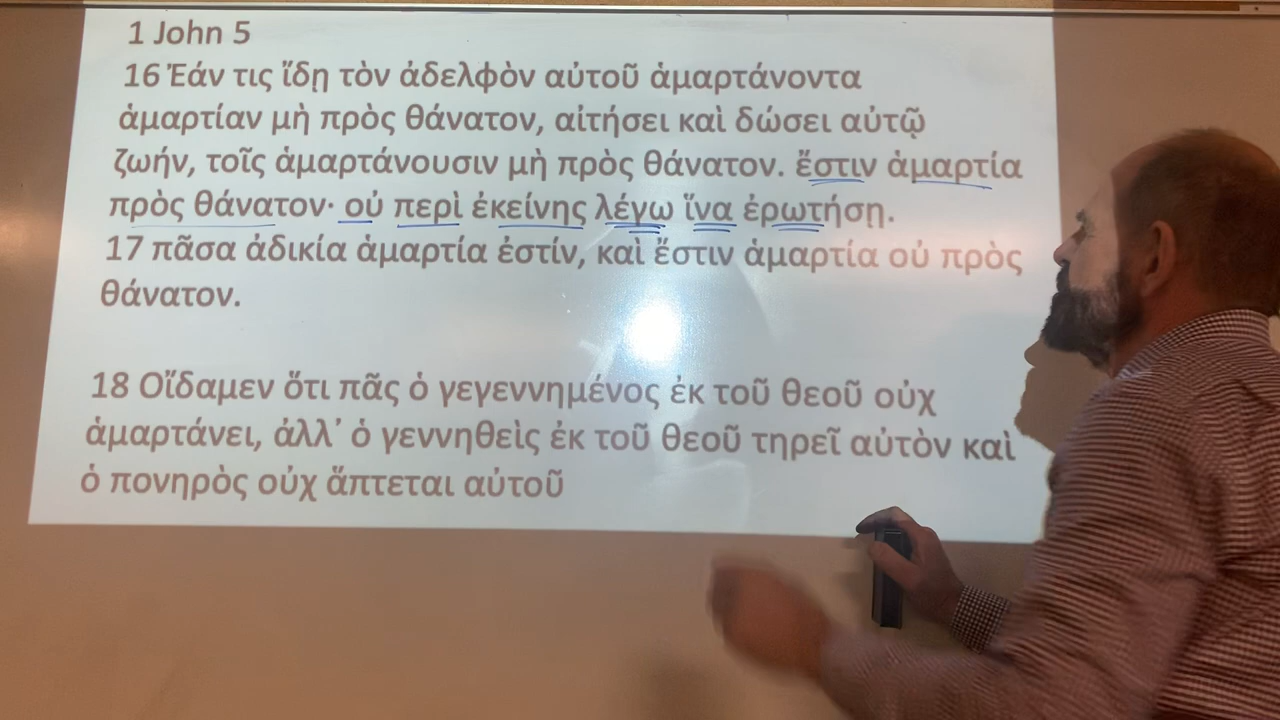 1 John 5
16 Ἐάν τις ἴδῃ τὸν ἀδελφὸν αὐτοῦ ἁμαρτάνοντα
ἁμαρτίαν μὴ πρὸς θάνατον, αἰτήσει καὶ δώσει αὐτῷ
ζωήν, τοῖς ἁμαρτάνουσιν μὴ πρὸς θάνατον. ἔστιν ἁμαρτία
πρὸς θάνατον· οὐ περὶ ἐκείνης λέγω ἵνα ἐρωτήσῃ.
17 πᾶσα ἀδικία ἁμαρτία ἐστίν, καὶ ἔστιν ἁμαρτία οὐ πρὸς
θάνατον.
18 Οἴδαμεν ὅτι πᾶς ὁ γεγεννημένος ἐκ τοῦ θεοῦ οὐχ
ἁμαρτάνει, ἀλλ᾽ ὁ γεννηθεὶς ἐκ τοῦ θεοῦ τηρεῖ αὐτὸν καὶ
ὁ πονηρὸς οὐχ ἅπτεται αὐτοῦ